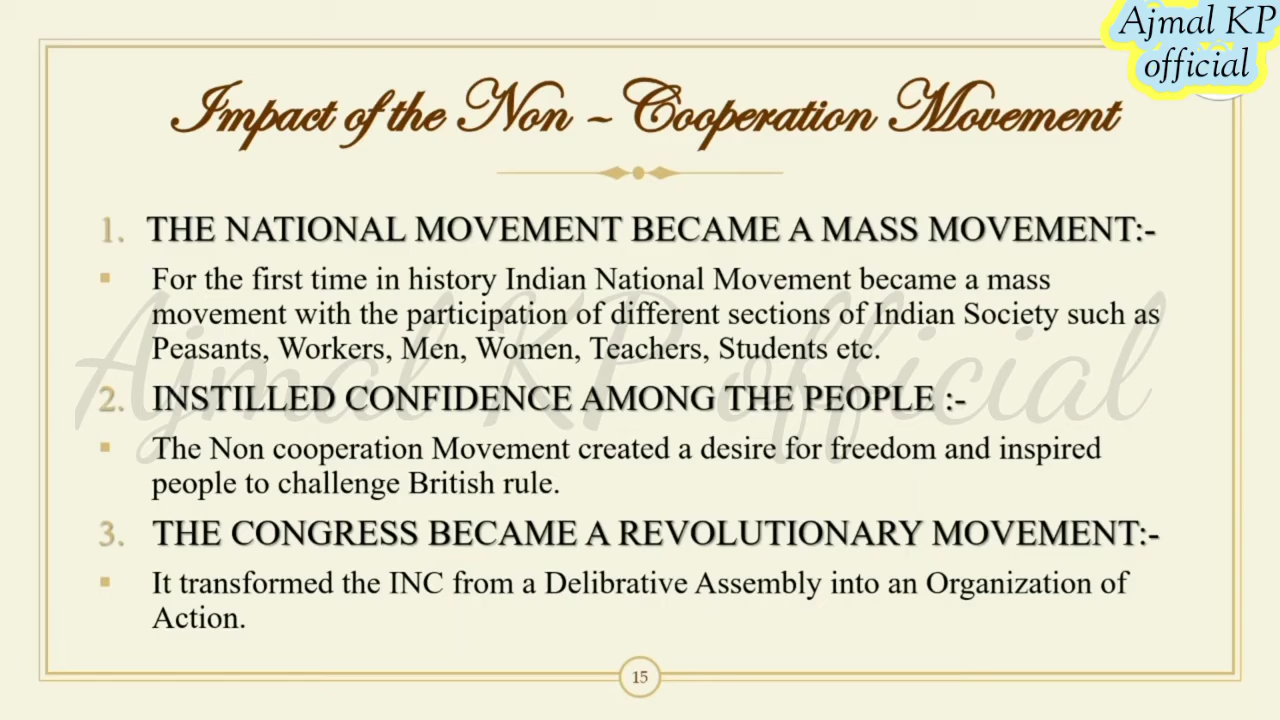 Ajmal KP
official
Impact of the Non ~ Cooperation Movement
1. THE NATIONAL MOVEMENT BECAME A MASS MOVEMENT:-
▪ For the first time in history Indian National Movement became a mass
movement with the participation of different sections of Indian Society such as
Peasants, Workers, Men, Women, Teachers, Students etc.
Ajmal KP official
2. INSTILLED CONFIDENCE AMONG THE PEOPLE :-
▪ The Non cooperation Movement created a desire for freedom and inspired
people to challenge British rule.
3. THE CONGRESS BECAME A REVOLUTIONARY MOVEMENT:-
▪ It transformed the INC from a Delibrative Assembly into an Organization of
Action.
15